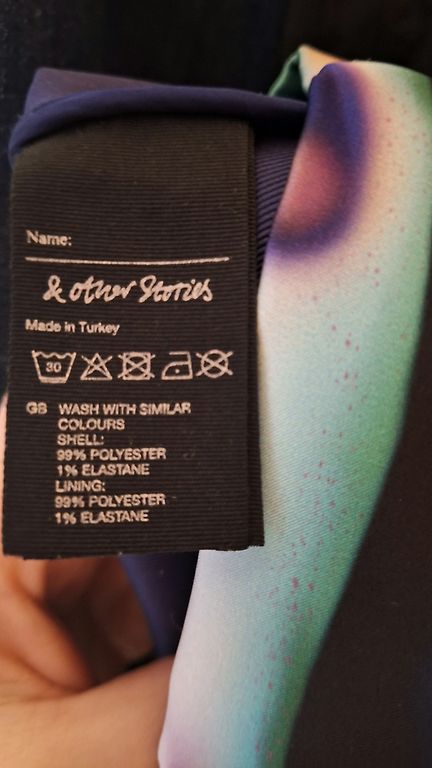 Name:
& other Stories
Made in Turkey
30
GB WASH WITH SIMILAR
COLOURS
SHELL:
99% POLYESTER
1% ELASTANE
LINING:
99% POLYESTER
1% ELASTANE